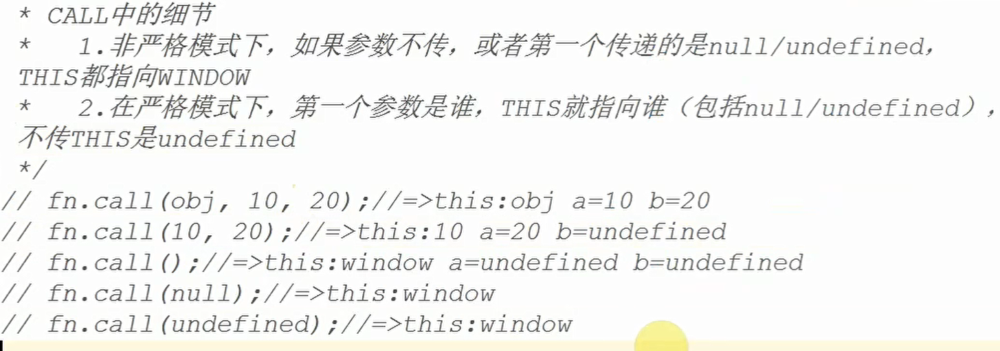 * CALL中的细节
*   1.非严格模式下，如果参数不传，或者第一个传递的是null/undefined，
THIS都指向WINDOW
*   2.在严格模式下，第一个参数是谁，THIS就指向谁（包括null/undefined），
不传THIS是undefined
*/
// fn.call(obj, 10, 20);//=>this:obj a=10 b=20
// fn.call(10, 20);//=>this:10 a=20 b=undefined
// fn.call();//=>this:window a=undefined b=undefined
// fn.call(null);//=>this:window
// fn.call(undefined);//=>this:window